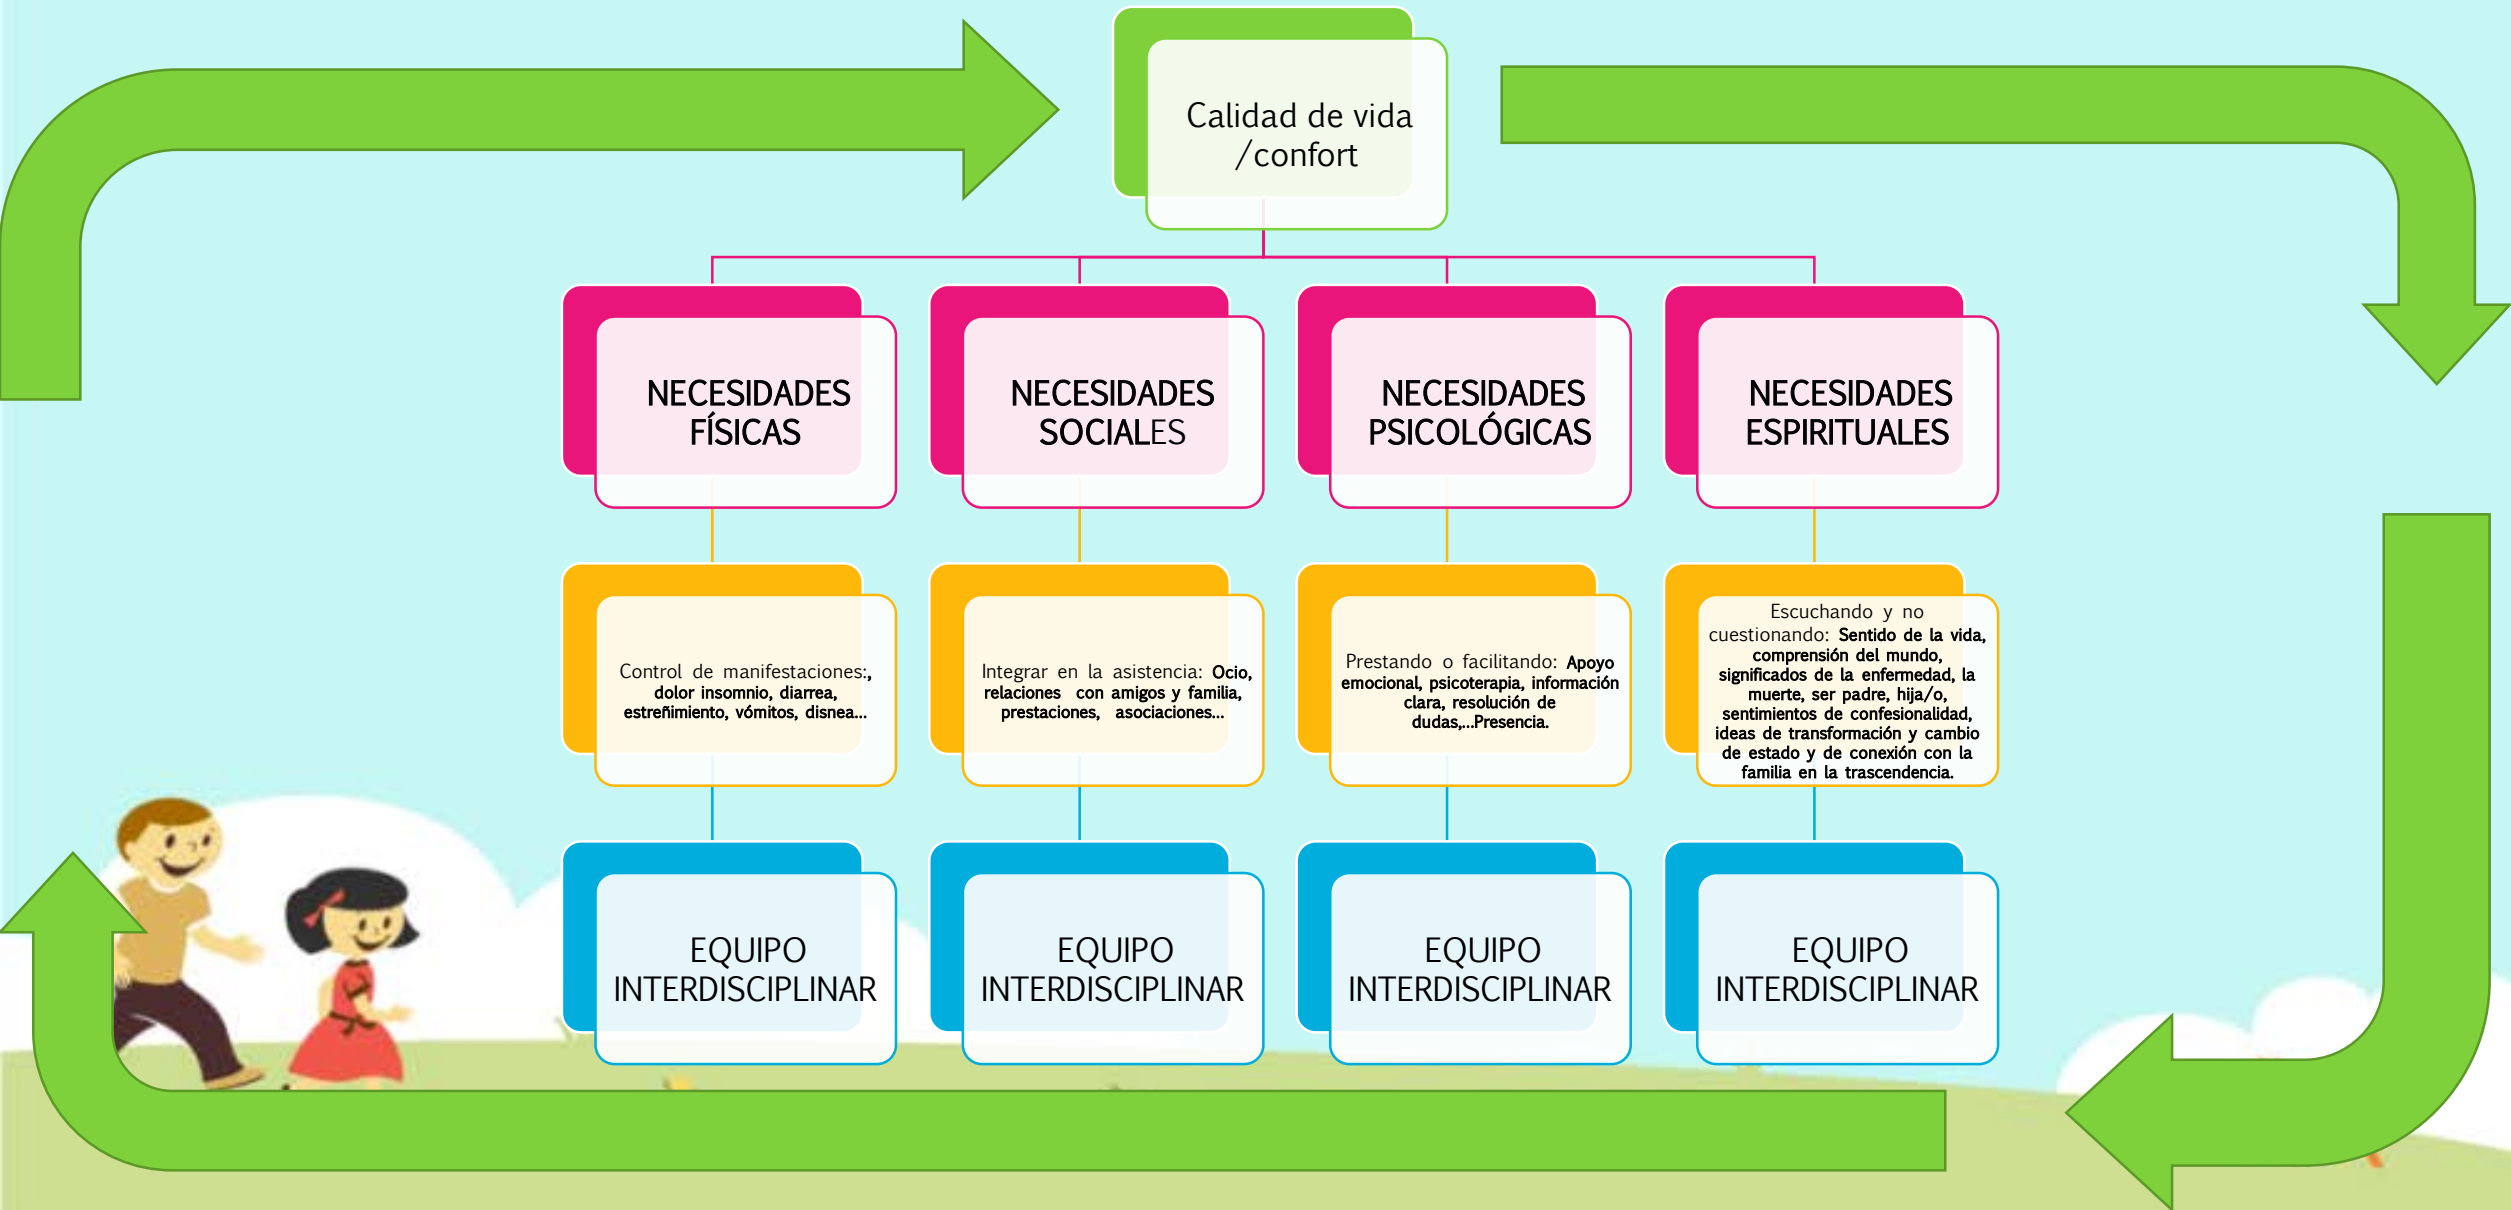 Calidad de vida
/confort
NECESIDADES
FÍSICAS
NECESIDADES
SOCIALES
NECESIDADES
PSICOLÓGICAS
NECESIDADES
ESPIRITUALES
Control de manifestaciones:,
dolor insomnio, diarrea,
estreñimiento, vómitos, disnea...
Integrar en la asistencia: Ocio,
relaciones con amigos y familia,
prestaciones, asociaciones...
Prestando o facilitando: Apoyo
emocional, psicoterapia, información
clara, resolución de
dudas,...Presencia.
Escuchando y no
cuestionando: Sentido de la vida,
comprensión del mundo,
significados de la enfermedad, la
muerte, ser padre, hija/o,
sentimientos de confesionalidad,
ideas de transformación y cambio
de estado y de conexión con la
familia en la trascendencia.
EQUIPO
INTERDISCIPLINAR
EQUIPO
INTERDISCIPLINAR
EQUIPO
INTERDISCIPLINAR
EQUIPO
INTERDISCIPLINAR